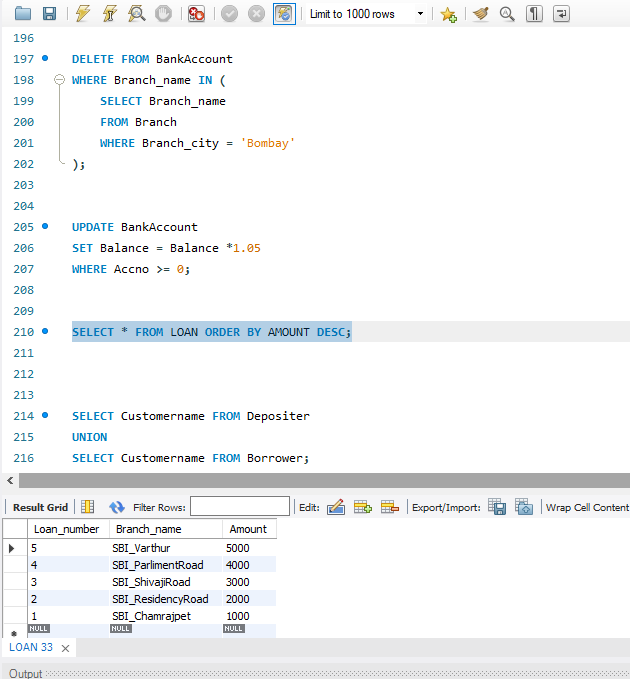 Limit to 1000 rows
196
197 DELETE FROM BankAccount
198 WHERE Branch_name IN (
199 SELECT Branch_name
200 FROM Branch
201 WHERE Branch_city = 'Bombay'
202 );
203
204
205 UPDATE BankAccount
206 SET Balance = Balance *1.05
207 WHERE Accno >= 0;
208
209
210 SELECT * FROM LOAN ORDER BY AMOUNT DESC;
211
212
213
214 SELECT Customername FROM Depositer
215 UNION
216 SELECT Customername FROM Borrower;
Result Grid Filter Rows: Edit: Export/Import: Wrap Cell Content
Loan_number Branch_name Amount
5 SBI_Varthur 5000
4 SBI_ParlimentRoad 4000
3 SBI_ShivajiRoad 3000
2 SBI_ResidencyRoad 2000
1 SBI_Chamrajpet 1000
NULL NULL NULL
LOAN 33
Output